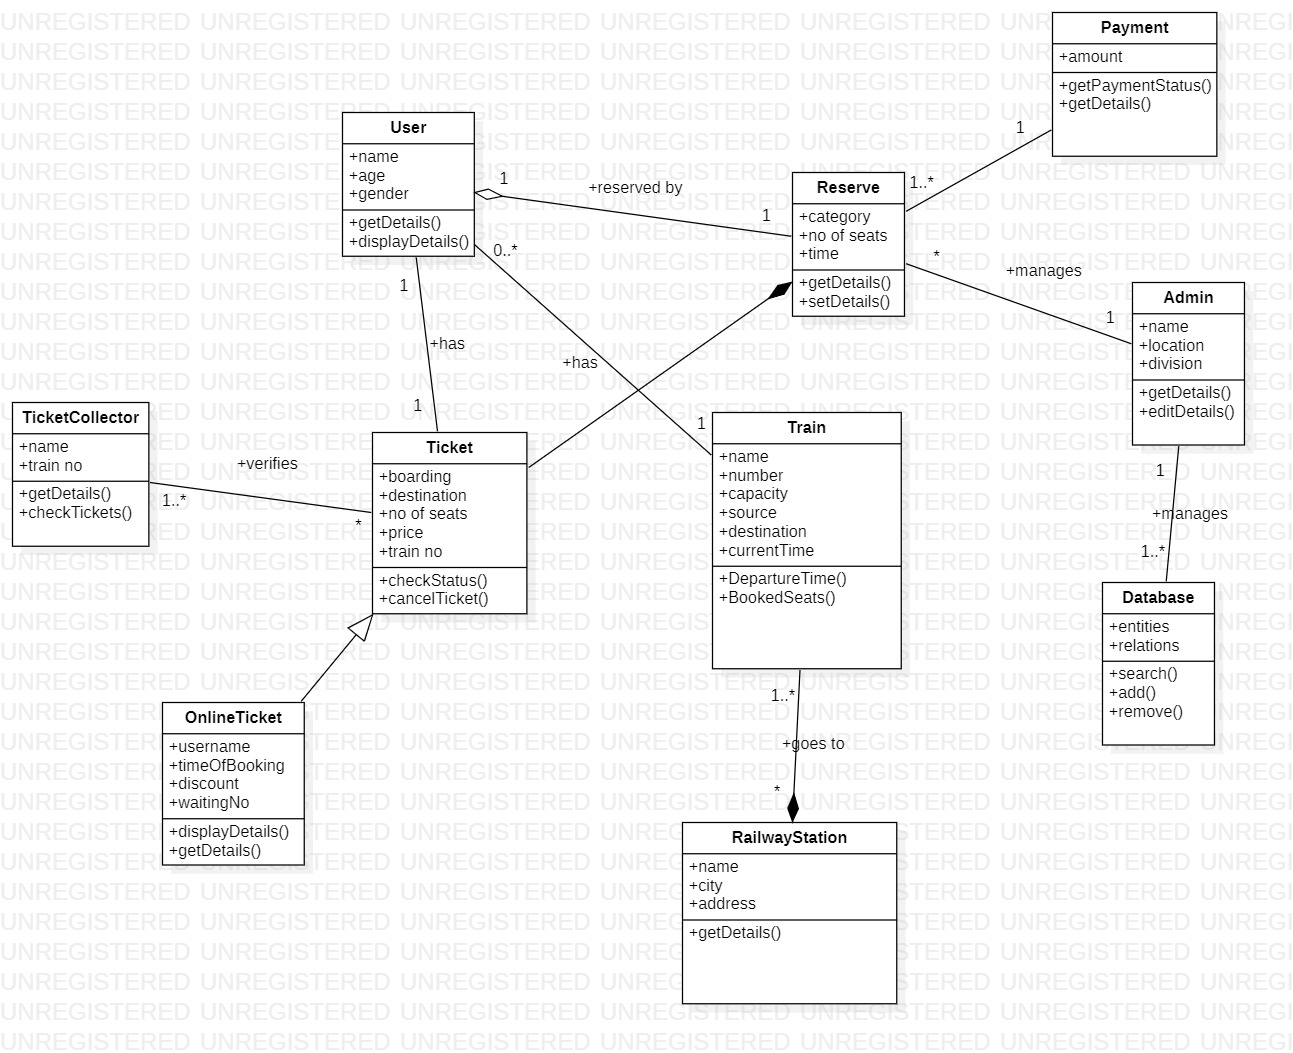 Payment
+amount
+getPaymentStatus()
+getDetails()
User
+name
+age
+gender
+getDetails()
+displayDetails()
1
+reserved by
1
Reserve
+category
+no of seats
+time
+getDetails()
+setDetails()
1
1..*
*
+manages
1
Admin
+name
+location
+division
+getDetails()
+editDetails()
0..*
1
+has
1
+has
1
TicketCollector
+name
+train no
+getDetails()
+checkTickets()
+verifies
1..*
*
Ticket
+boarding
+destination
+no of seats
+price
+train no
+checkStatus()
+cancelTicket()
Train
+name
+number
+capacity
+source
+destination
+currentTime
+DepartureTime()
+BookedSeats()
1
+manages
1..*
Database
+entities
+relations
+search()
+add()
+remove()
OnlineTicket
+username
+timeOfBooking
+discount
+waitingNo
+displayDetails()
+getDetails()
1..*
+goes to
*
RailwayStation
+name
+city
+address
+getDetails()
UNREGISTERED